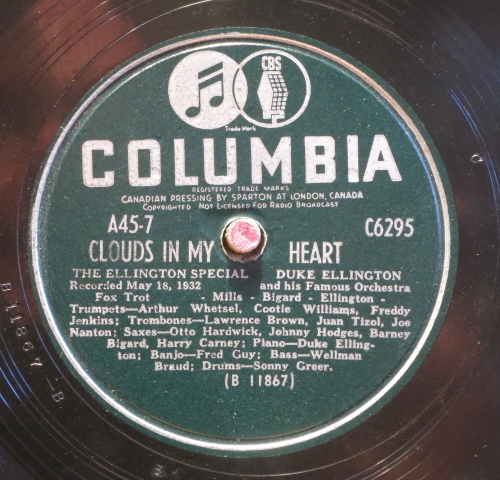 CBS
Trade Mark
COLUMBIA
REGISTERED TRADE MARKS
CANADIAN PRESSING BY SPARTON AT LONDON, CANADA
COPYRIGHTED NOT LICENSED FOR RADIO BROADCAST
A45-7 C6295
CLOUDS IN MY HEART
THE ELLINGTON SPECIAL DUKE ELLINGTON
Recorded May 18, 1932 and his Famous Orchestra
Fox Trot - Mills - Bigard - Ellington -
Trumpets—Arthur Whetsel, Cootie Williams, Freddy
Jenkins; Trombones—Lawrence Brown, Juan Tizol, Joe
Nanton; Saxes—Otto Hardwick, Johnny Hodges, Barney
Bigard, Harry Carney; Piano—Duke Elling-
ton; Banjo—Fred Guy; Bass—Wellman
Braud; Drums—Sonny Greer.
(B 11867)
B 11867-B